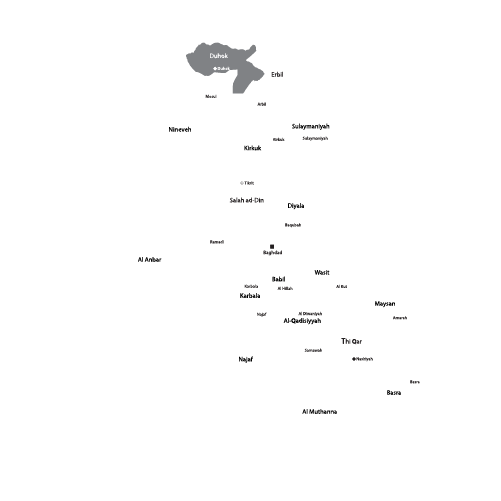 Duhok
Duhok
Erbil
Mosul
Arbil
Nineveh
Sulaymaniyah
Kirkuk
Sulaymaniyah
Kirkuk
Tikrit
Salah ad-Din
Diyala
Baqubah
Ramadi
Baghdad
Al Anbar
Wasit
Babil
Karbala
Al Hillah
Al Kut
Karbala
Maysan
Najaf
Al Diwaniyah
Amarah
Al-Qadisiyyah
Thi Qar
Samawah
Najaf
Nasiriyah
Basra
Basra
Al Muthanna